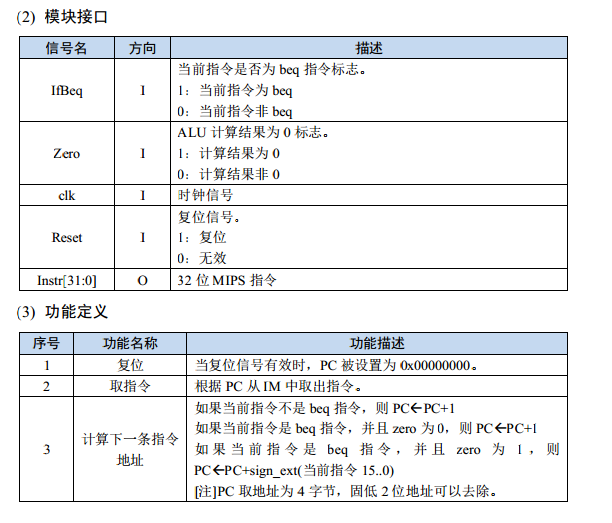 (2) 模块接口
信号名 方向 描述
IfBeq I 当前指令是否为 beq 指令标志。
1：当前指令为 beq
0：当前指令非 beq
Zero I ALU 计算结果为 0 标志。
1：计算结果为 0
0：计算结果非 0
clk I 时钟信号
Reset I 复位信号。
1：复位
0：无效
Instr[31:0] O 32 位 MIPS 指令
(3) 功能定义
序号 功能名称 功能描述
1 复位 当复位信号有效时，PC 被设置为 0x00000000。
2 取指令 根据 PC 从 IM 中取出指令。
3 计算下一条指令地址 如果当前指令不是 beq 指令，则 PC←PC+1
如果当前指令是 beq 指令，并且 zero 为 0，则 PC←PC+1
如果当前指令是 beq 指令，并且 zero 为 1，则
PC←PC+sign_ext(当前指令 15..0)
[注]PC 取地址为 4 字节，固低 2 位地址可以去除。